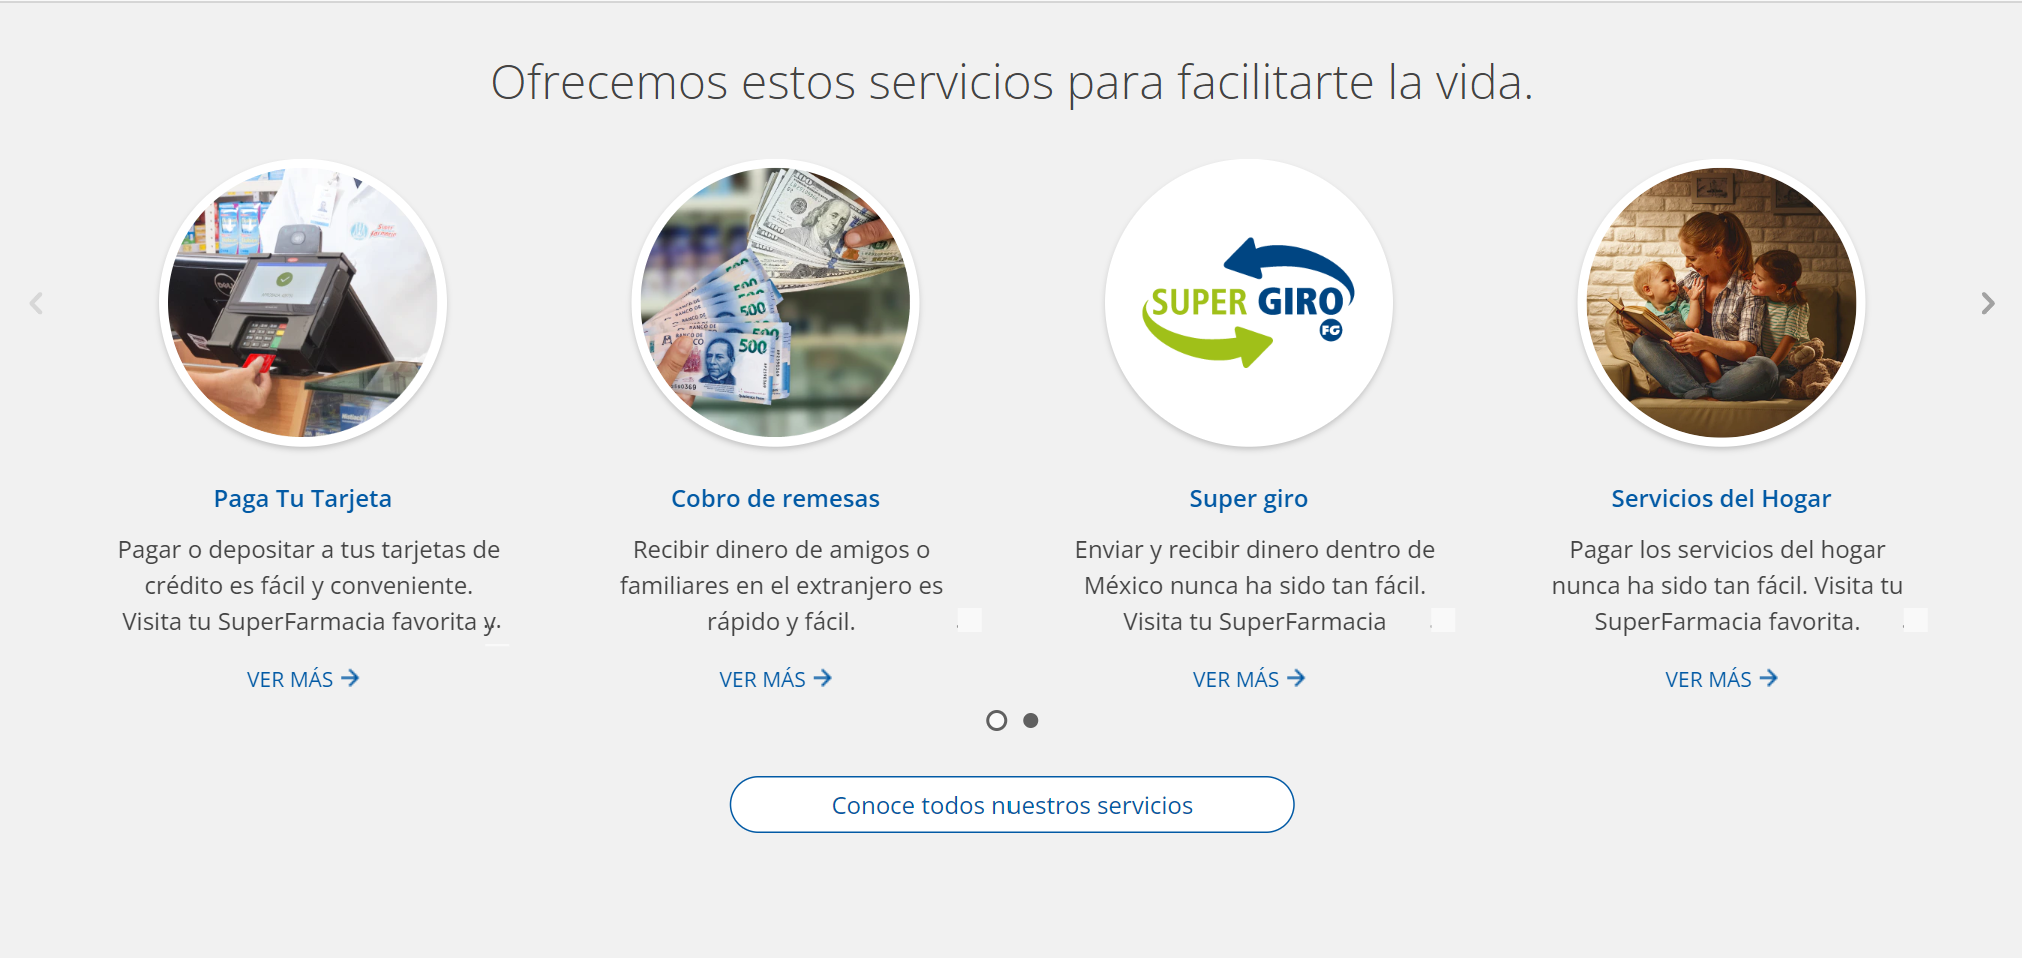 Ofrecemos estos servicios para facilitarte la vida.
SUPER GIRO
FG
500
500
500
500
Paga Tu Tarjeta
Pagar o depositar a tus tarjetas de
crédito es fácil y conveniente.
Visita tu SuperFarmacia favorita y
VER MÁS
Cobro de remesas
Recibir dinero de amigos o
familiares en el extranjero es
rápido y fácil.
VER MÁS
Super giro
Enviar y recibir dinero dentro de
México nunca ha sido tan fácil.
Visita tu SuperFarmacia
VER MÁS
Servicios del Hogar
Pagar los servicios del hogar
nunca ha sido tan fácil. Visita tu
SuperFarmacia favorita.
VER MÁS
Conoce todos nuestros servicios